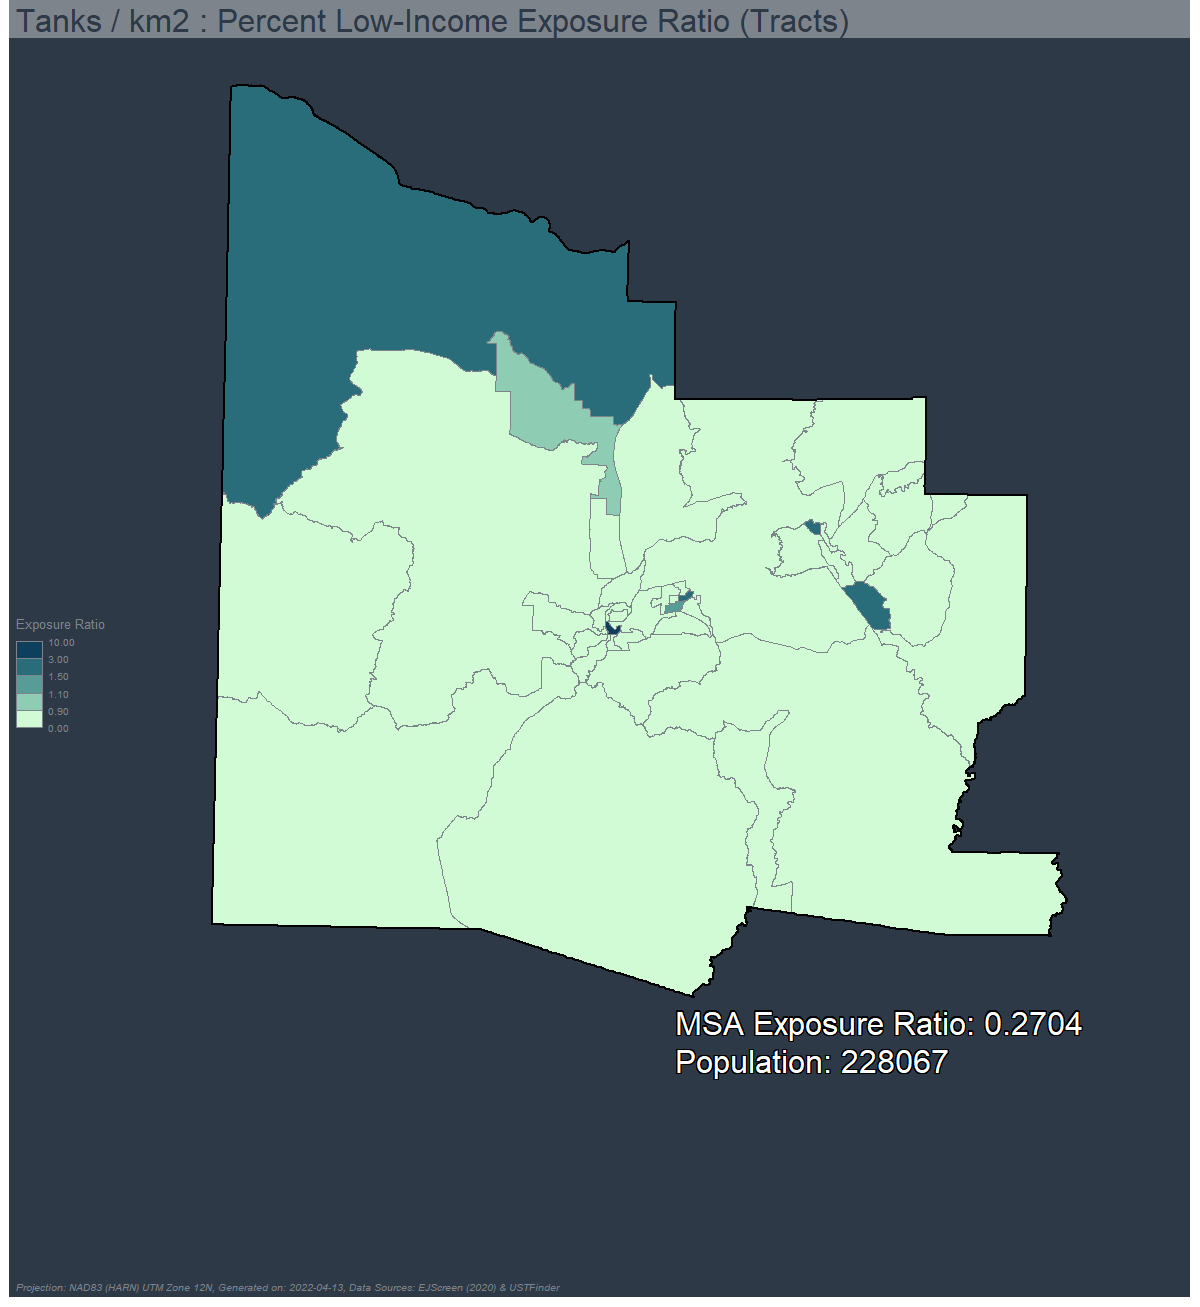 Tanks / km2 : Percent Low-Income Exposure Ratio (Tracts)
Exposure Ratio
10.00
3.00
1.50
1.10
0.90
0.00
MSA Exposure Ratio: 0.2704
Population: 228067
Projection: NAD83 (HARN) UTM Zone 12N, Generated on: 2022-04-13, Data Sources: EJScreen (2020) & USTFinder